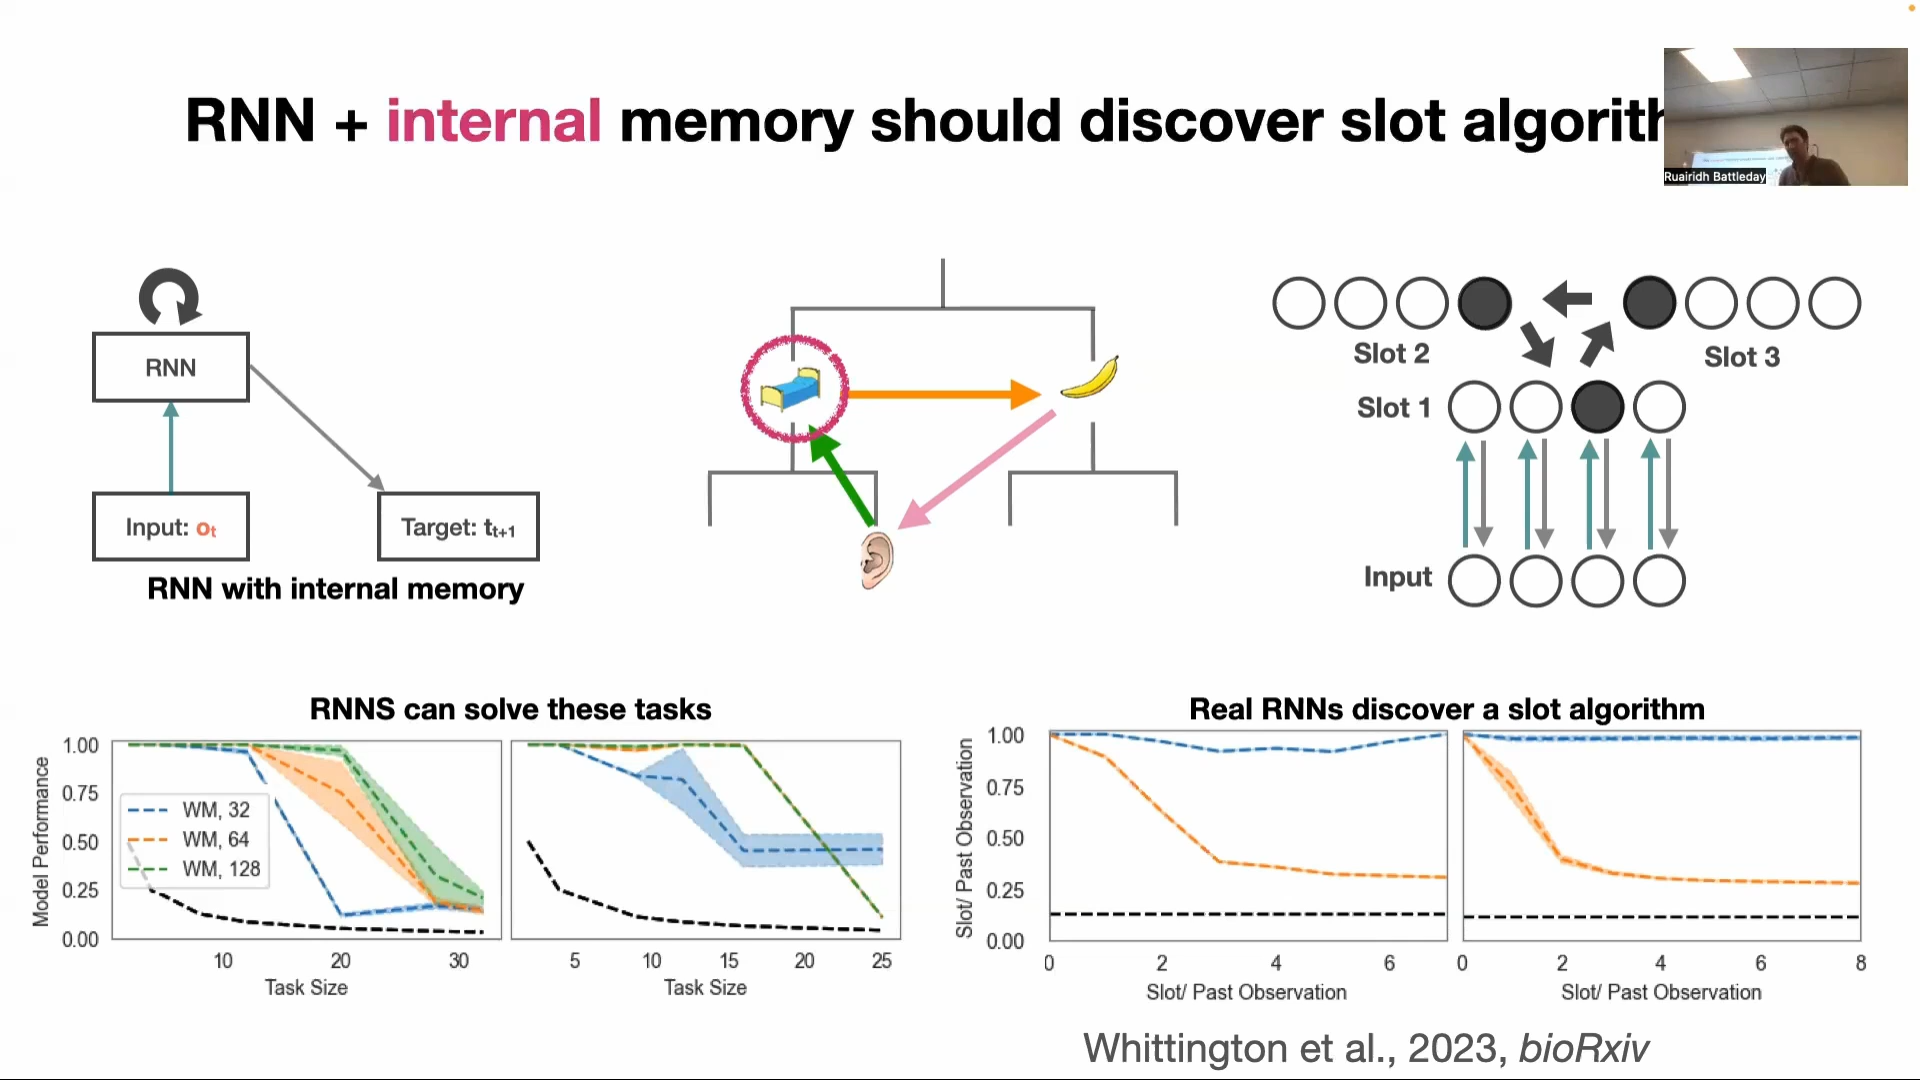 RNN + internal memory should discover slot algorith
Ruairidh Battleday
RNN
Input: ot
Target: tt+1
RNN with internal memory
Slot 2
Slot 3
Slot 1
Input
RNNS can solve these tasks
Real RNNs discover a slot algorithm
Model Performance
1.00
0.75
0.50
0.25
0.00
WM, 32
WM, 64
WM, 128
10
20
30
Task Size
5
10
15
20
25
Task Size
Slot/ Past Observation
1.00
0.75
0.50
0.25
0.00
0
2
4
6
Slot/ Past Observation
0
2
4
6
8
Slot/ Past Observation
Whittington et al., 2023, bioRxiv